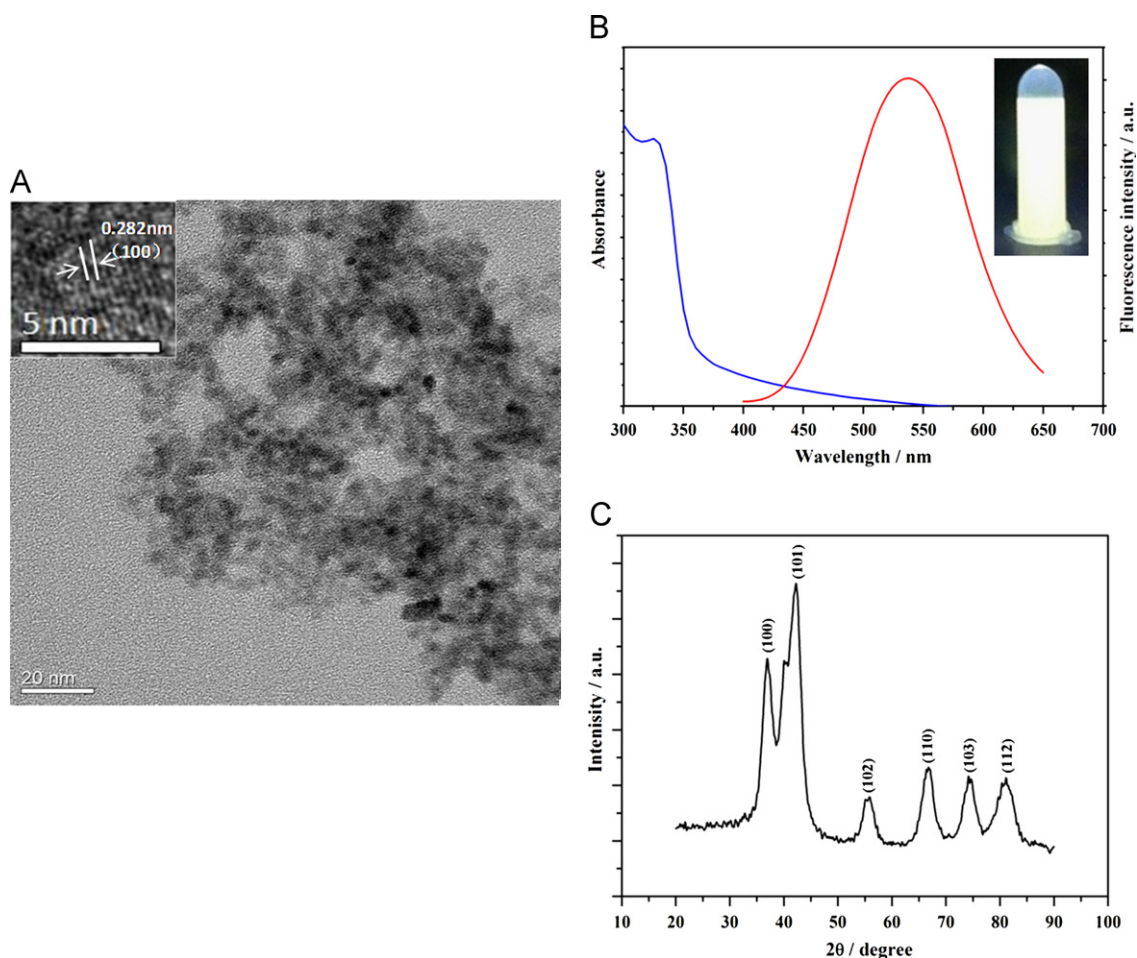 A
0.282nm
(100)
5 nm
20 nm
B
Absorbance
Fluorescence intensity / a.u.
300 350 400 450 500 550 600 650 700
Wavelength / nm
C
Intenisity / a.u.
(100)
(101)
(102)
(110)
(103)
(112)
10 20 30 40 50 60 70 80 90 100
2θ / degree